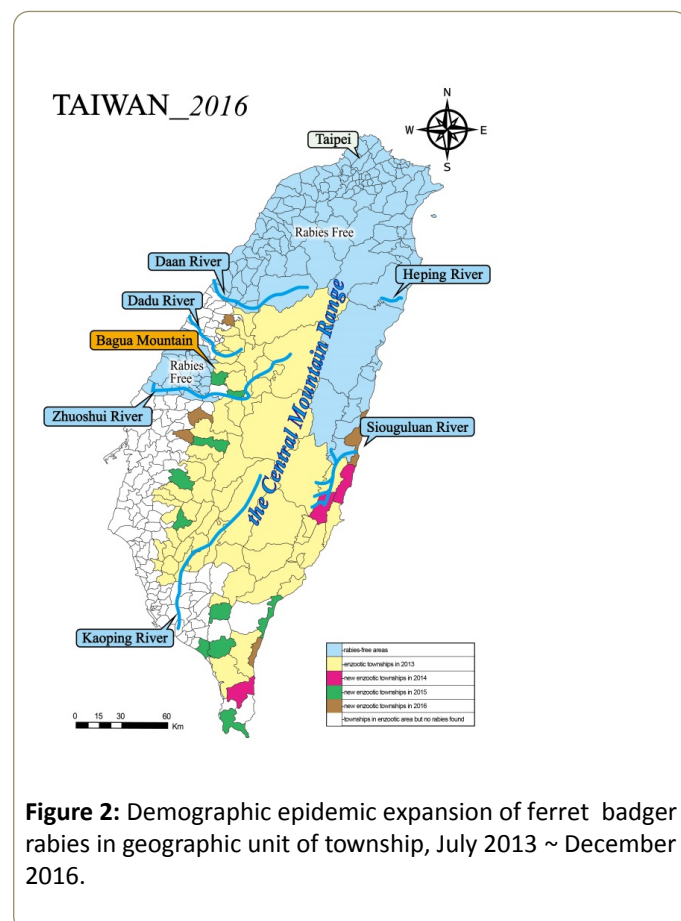 TAIWAN_2016
N
W E
S
Taipei
Rabies Free
Daan River
Heping River
Dadu River
Bagua Mountain
Rabies
Free
Zhuoshui River
Siouguluan River
the Central Mountain Range
Kaoping River
rabies-free areas
enzootic townships in 2013
new enzootic townships in 2014
new enzootic townships in 2015
new enzootic townships in 2016
townships in enzootic area but no rabies found
0 15 30 60
Km
Figure 2: Demographic epidemic expansion of ferret badger
rabies in geographic unit of township, July 2013 ~ December
2016.